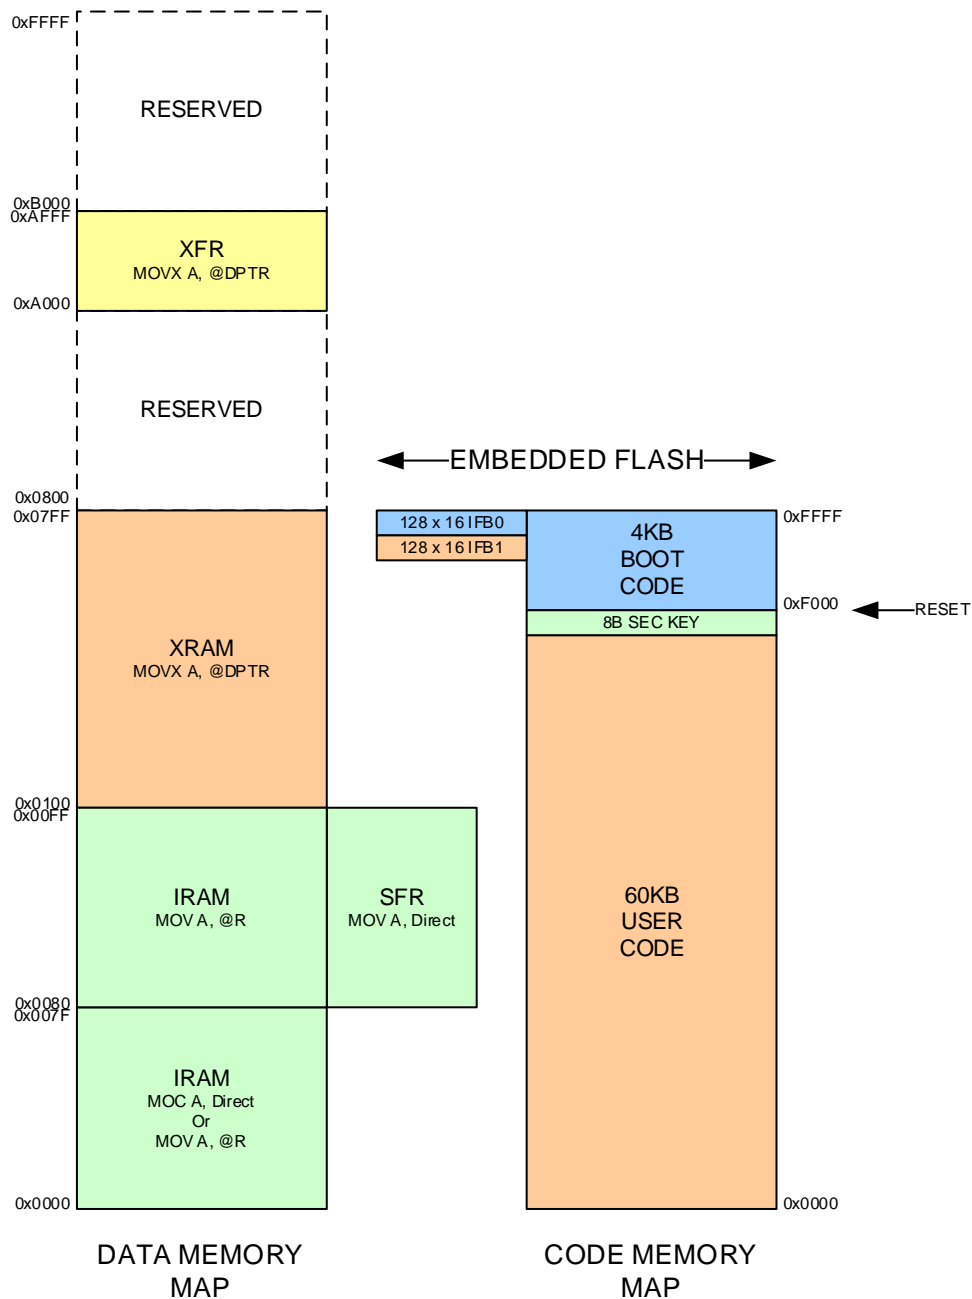 0xFFFF
RESERVED
0xB000
0xAFFF
XFR
MOVX A, @DPTR
0xA000
RESERVED
0x0800
0x07FF
XRAM
MOVX A, @DPTR
0x0100
0x00FF
IRAM
MOV A, @R
SFR
MOV A, Direct
0x0080
0x007F
IRAM
MOC A, Direct
Or
MOV A, @R
0x0000
DATA MEMORY
MAP
EMBEDDED FLASH
128 x 16 IFB0
128 x 16 IFB1
4KB
BOOT
CODE
0xFFFF
0xF000
RESET
8B SEC KEY
60KB
USER
CODE
0x0000
CODE MEMORY
MAP